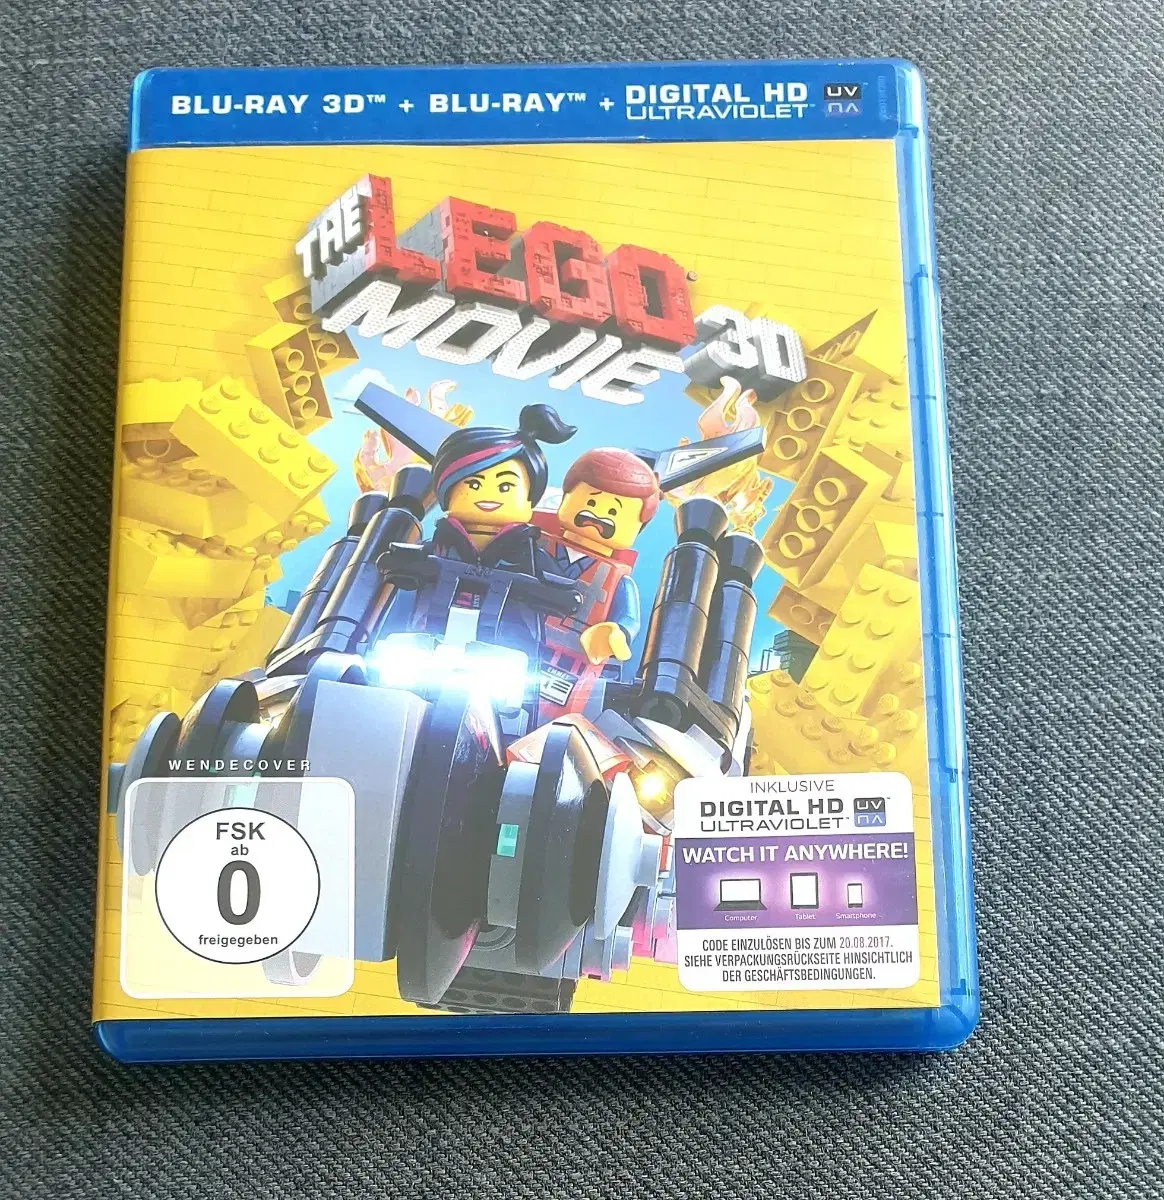 BLU-RAY 3D™ + BLU-RAY™ + DIGITAL HD UV
ULTRAVIOLET™
THE LEGO
MOVIE 3D
WENDECOVER
FSK
ab
0
freigegeben
INKLUSIVE
DIGITAL HD UV
ULTRAVIOLET™
WATCH IT ANYWHERE!
Computer Tablet Smartphone
CODE EINZULÖSEN BIS ZUM 20.08.2017.
SIEHE VERPACKUNGSRÜCKSEITE HINSICHTLICH
DER GESCHÄFTSBEDINGUNGEN.